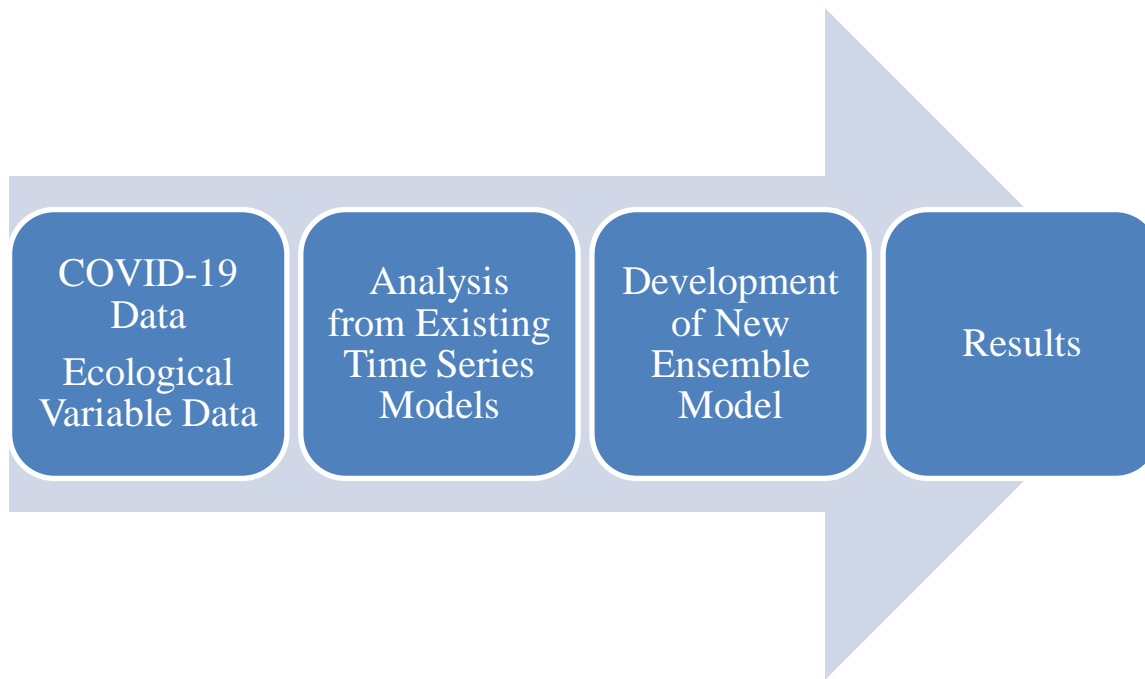 COVID-19
Data
Ecological
Variable Data
Analysis
from Existing
Time Series
Models
Development
of New
Ensemble
Model
Results